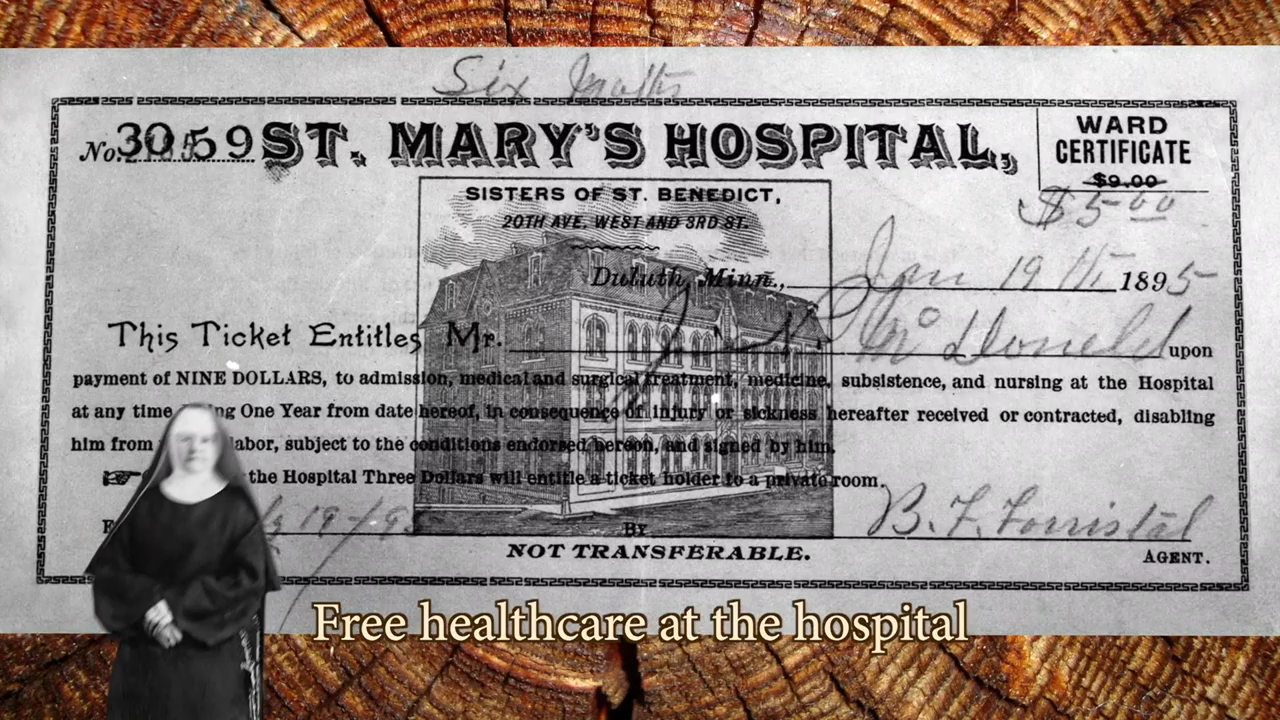 Six
No. 3059 ST. MARY'S HOSPITAL,
WARD
CERTIFICATE
$9.00
$5.00
SISTERS OF ST. BENEDICT,
20TH AVE. WEST AND 3RD ST.
Duluth, Minn., Jan 19 1895
This Ticket Entitles Mr. J McDonald upon
payment of NINE DOLLARS, to admission, medical and surgical treatment, medicine, subsistence, and nursing at the Hospital
at any time ng One Year from date hereof, in consequence of injury or sickness hereafter received or contracted, disabling
him from labor, subject to the conditions endorsed hereon, and signed by him.
the Hospital Three Dollars will entitle a ticket holder to a private room.
19/95 BY B. F. Forristal
NOT TRANSFERABLE. AGENT.
Free healthcare at the hospital